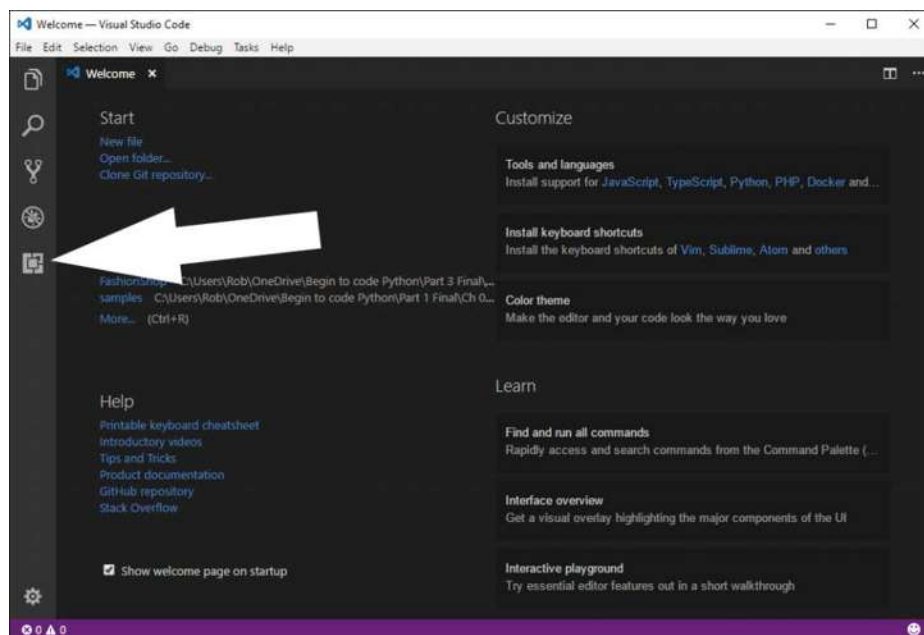 Welcome — Visual Studio Code
File Edit Selection View Go Debug Tasks Help
Welcome
Start
New file
Open folder...
Clone Git repository...
FashionShop C:\Users\Rob\OneDrive\Begin to code Python\Part 3 Final\...
samples C:\Users\Rob\OneDrive\Begin to code Python\Part 1 Final\Ch 0...
More... (Ctrl+R)
Help
Printable keyboard cheatsheet
Introductory videos
Tips and Tricks
Product documentation
GitHub repository
Stack Overflow
Show welcome page on startup
Customize
Tools and languages
Install support for JavaScript, TypeScript, Python, PHP, Docker and...
Install keyboard shortcuts
Install the keyboard shortcuts of Vim, Sublime, Atom and others
Color theme
Make the editor and your code look the way you love
Learn
Find and run all commands
Rapidly access and search commands from the Command Palette (...
Interface overview
Get a visual overlay highlighting the major components of the UI
Interactive playground
Try essential editor features out in a short walkthrough
0 0